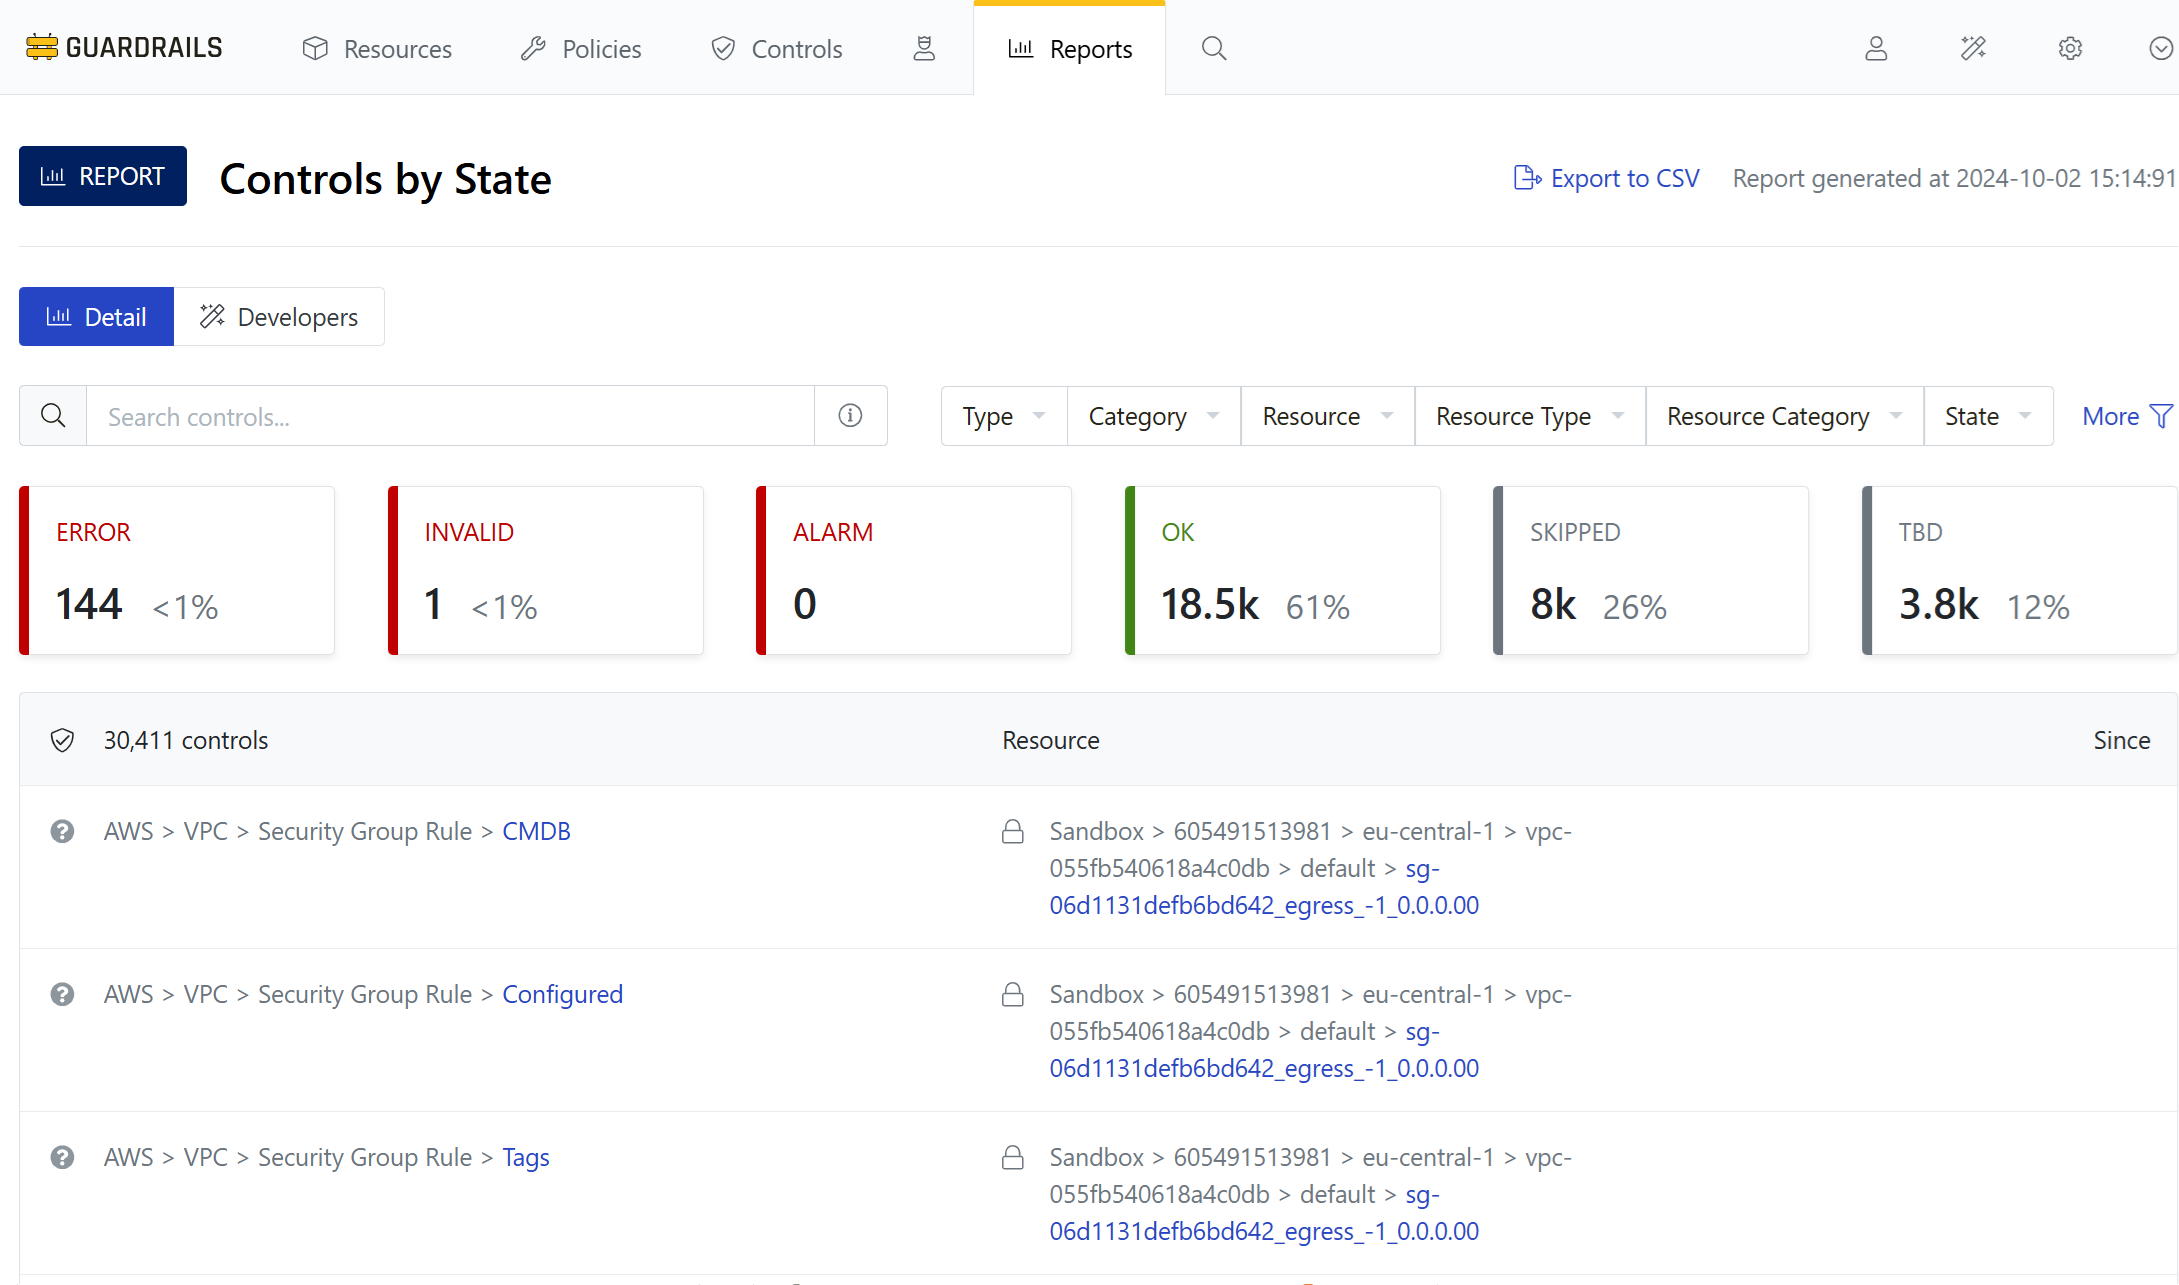 GUARDRAILS
Resources
Policies
Controls
Reports
REPORT
Controls by State
Export to CSV
Report generated at 2024-10-02 15:14:91
Detail
Developers
Search controls...
Type
Category
Resource
Resource Type
Resource Category
State
More
ERROR
144 <1%
INVALID
1 <1%
ALARM
0
OK
18.5k 61%
SKIPPED
8k 26%
TBD
3.8k 12%
30,411 controls
Resource
Since
AWS > VPC > Security Group Rule > CMDB
Sandbox > 605491513981 > eu-central-1 > vpc-
055fb540618a4c0db > default > sg-
06d1131defb6bd642_egress_-1_0.0.0.00
AWS > VPC > Security Group Rule > Configured
Sandbox > 605491513981 > eu-central-1 > vpc-
055fb540618a4c0db > default > sg-
06d1131defb6bd642_egress_-1_0.0.0.00
AWS > VPC > Security Group Rule > Tags
Sandbox > 605491513981 > eu-central-1 > vpc-
055fb540618a4c0db > default > sg-
06d1131defb6bd642_egress_-1_0.0.0.00